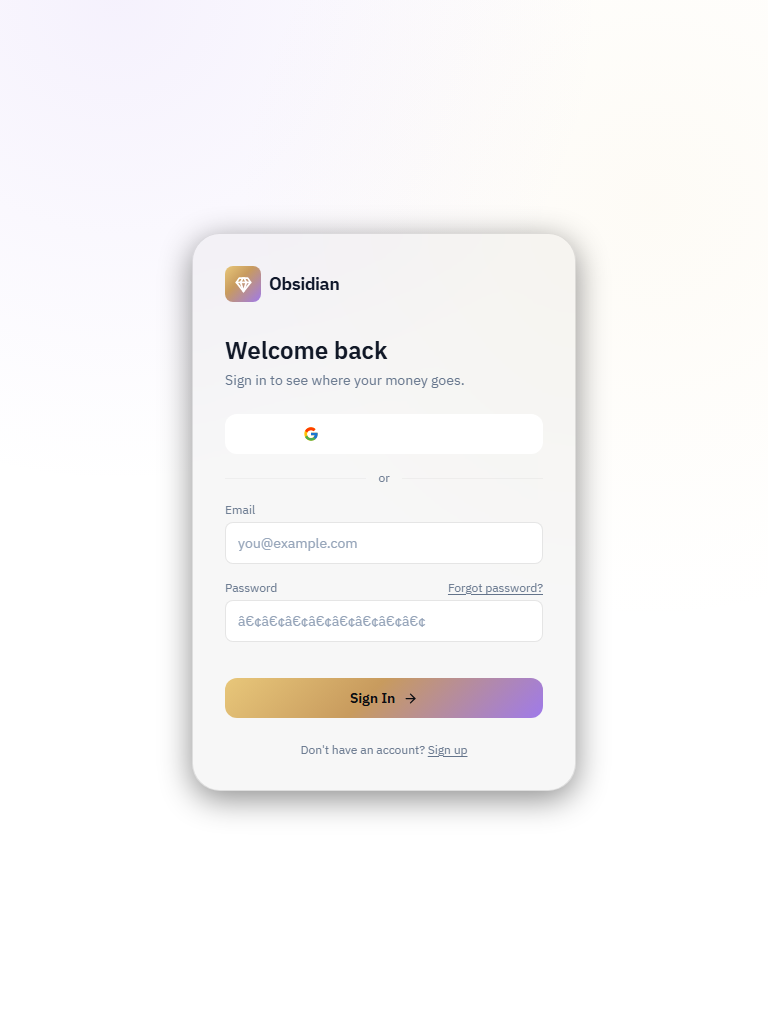 Obsidian
Welcome back
Sign in to see where your money goes.
or
Email
you@example.com
Password Forgot password?
â€¢â€¢â€¢â€¢â€¢â€¢â€¢â€¢
Sign In →
Don't have an account? Sign up